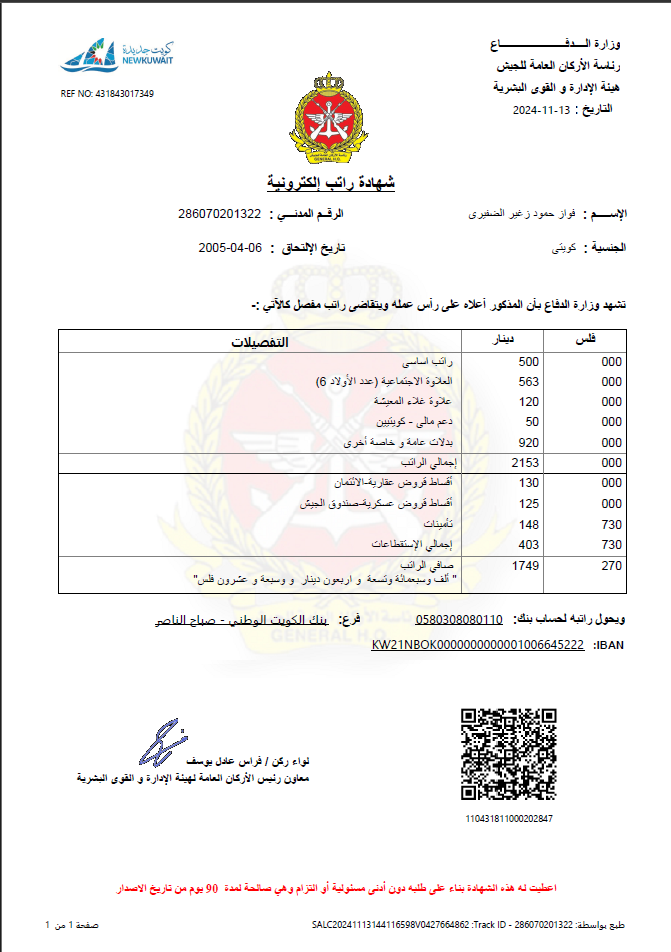 كويت جديدة
NEWKUWAIT
REF NO: 431843017349
وزارة الـــدفـــــــــــــــاع
رئاسة الأركان العامة للجيش
هيئة الإدارة و القوى البشرية
التاريخ : 13-11-2024
GENERAL H.Q.
شهادة راتب إلكترونية
الإســـــم : فواز حمود زغير الضفيرى
الرقـم المدنـــي : 286070201322
الجنسية : كويتى
تاريخ الإلتحاق : 06-04-2005
تشهد وزارة الدفاع بأن المذكور أعلاه على رأس عمله ويتقاضى راتب مفصل كالآتي :-
فلس دينار التفصيلات
000 500 راتب اساسى
000 563 العلاوة الاجتماعية (عدد الأولاد 6)
000 120 علاوة غلاء المعيشة
000 50 دعم مالى - كويتيين
000 920 بدلات عامة و خاصة أخرى
000 2153 إجمالي الراتب
000 130 أقساط قروض عقارية-الائتمان
000 125 أقساط قروض عسكرية-صندوق الجيش
730 148 تأمينات
730 403 إجمالي الإستقطاعات
270 1749 صافي الراتب
" ألف وسبعمائة وتسعة و اربعون دينار و وسبعة و عشرون فلس"
ويحول راتبه لحساب بنك: 0580308080110 فرع: بنك الكويت الوطني - صباح الناصر
IBAN: KW21NBOK0000000000001006645222
GENERAL H.Q.
لواء ركن / فراس عادل يوسف
معاون رئيس الأركان العامة لهيئة الإدارة و القوى البشرية
110431811000202847
اعطيت له هذه الشهادة بناء على طلبه دون أدنى مسئولية أو التزام وهي صالحة لمدة 90 يوم من تاريخ الاصدار
طبع بواسطة: 286070201322 - Track ID: SALC20241113144116598V0427664862
صفحة 1 من 1